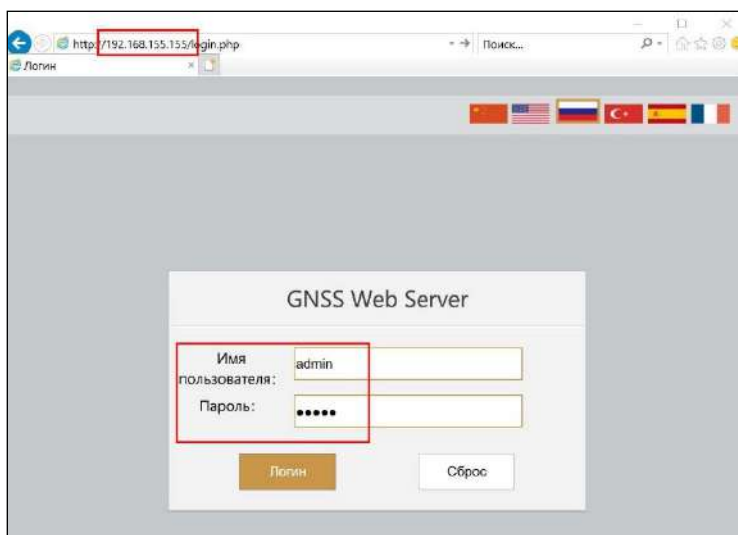 http://192.168.155.155/login.php
Поиск...
Логин
GNSS Web Server
Имя
пользователя:
admin
Пароль:
•••••
Логин
Сброс